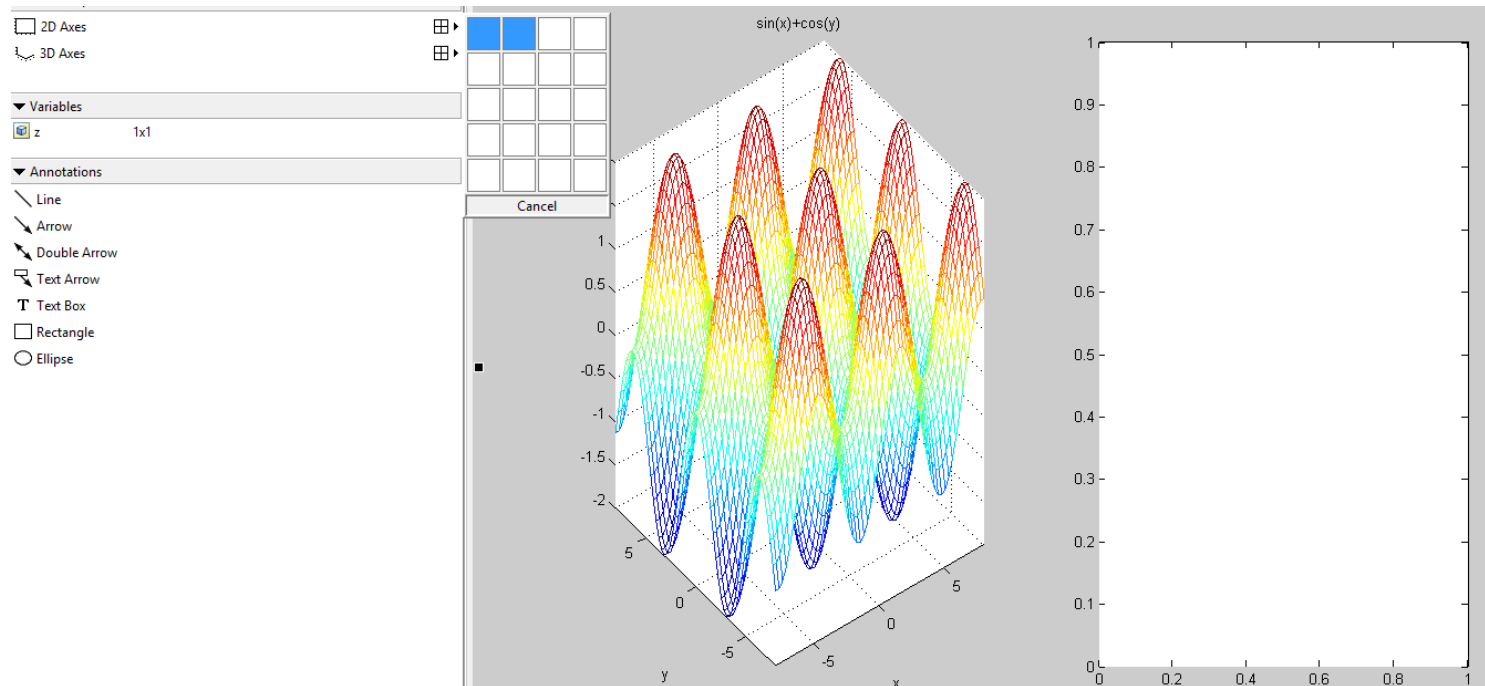 2D Axes
3D Axes
Variables
z 1x1
Annotations
Line
Arrow
Double Arrow
Text Arrow
T Text Box
Rectangle
Ellipse
Cancel
sin(x)+cos(y)
1
0.5
0
-0.5
-1
-1.5
-2
5
0
-5
y
-5
0
5
x
1
0.9
0.8
0.7
0.6
0.5
0.4
0.3
0.2
0.1
0
0 0.2 0.4 0.6 0.8 1